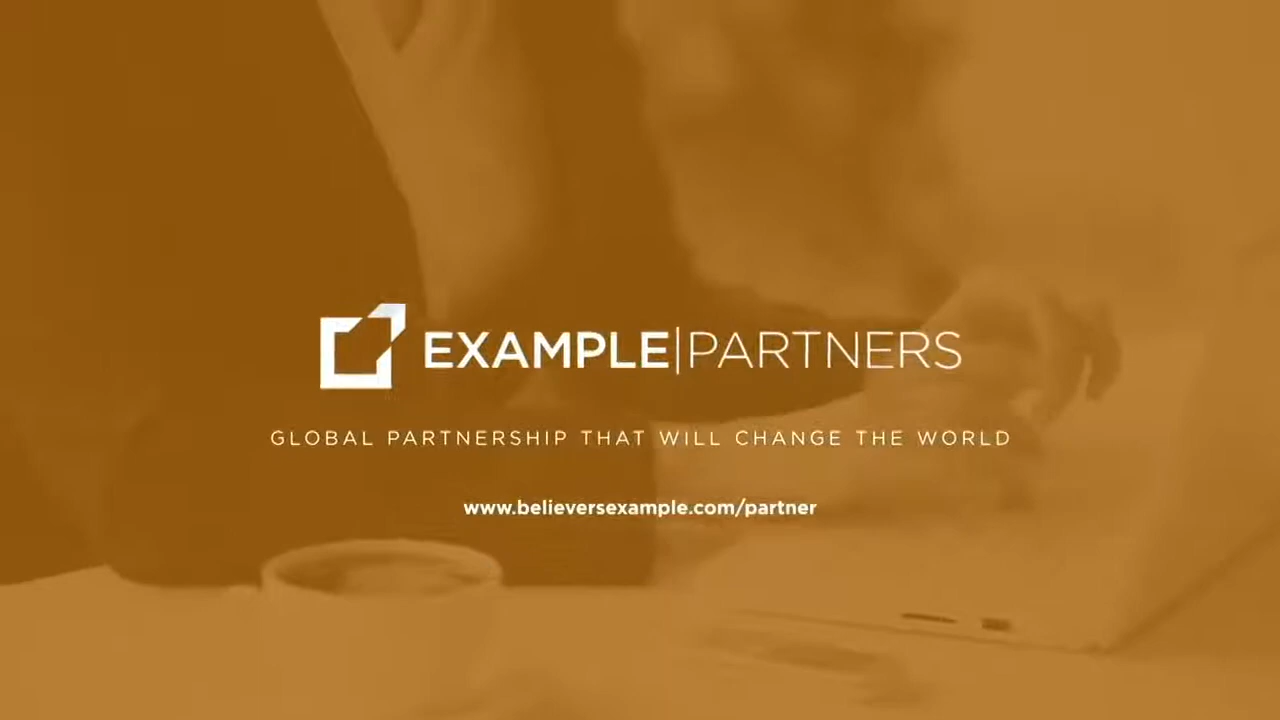 EXAMPLE|PARTNERS
GLOBAL PARTNERSHIP THAT WILL CHANGE THE WORLD
www.believersexample.com/partner